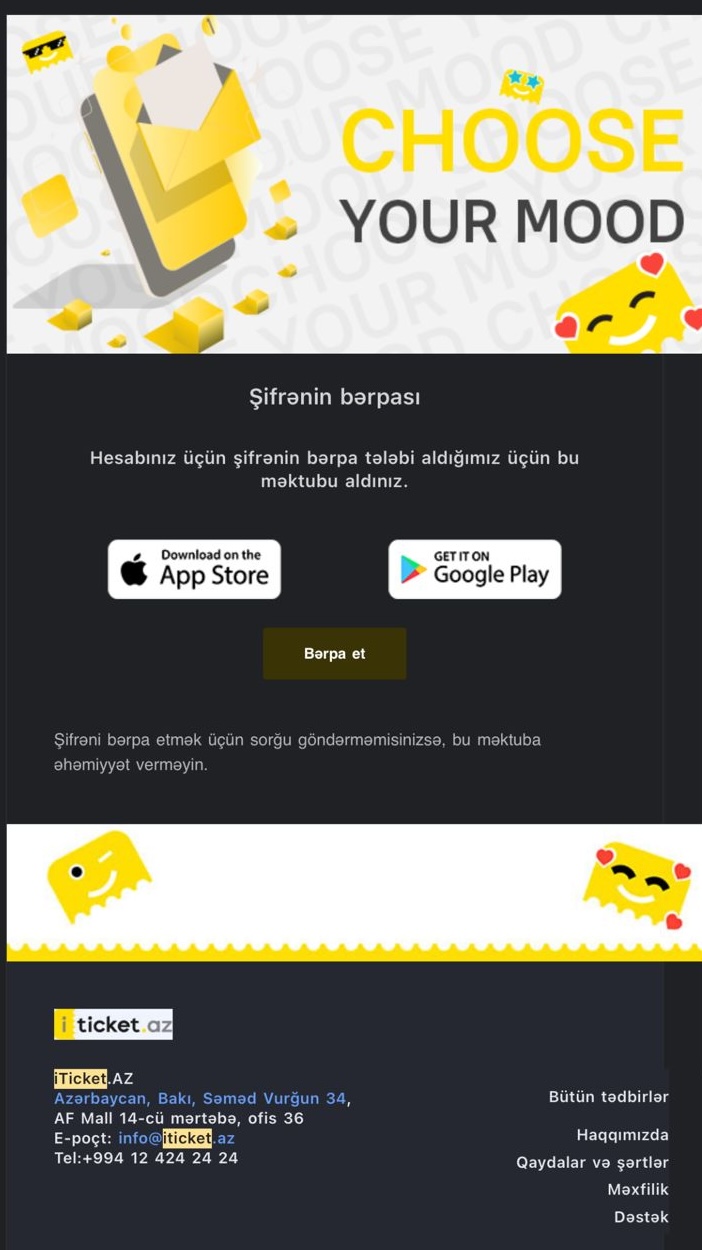 CHOOSE
YOUR MOOD
Şifrənin bərpası
Hesabınız üçün şifrənin bərpa tələbi aldığımız üçün bu
məktubu aldınız.
Download on the
App Store
GET IT ON
Google Play
Bərpa et
Şifrəni bərpa etmək üçün sorğu göndərməmisinizsə, bu məktuba
əhəmiyyət verməyin.
iticket.az
iTicket.AZ
Azərbaycan, Bakı, Səməd Vurğun 34,
AF Mall 14-cü mərtəbə, ofis 36
E-poçt: info@iticket.az
Tel:+994 12 424 24 24
Bütün tədbirlər
Haqqımızda
Qaydalar və şərtlər
Məxfilik
Dəstək